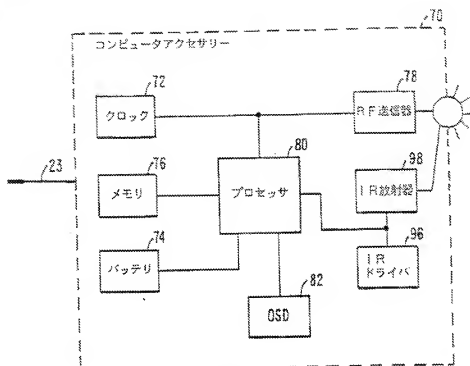 70
コンピュータアクセサリー
72
クロック
78
RF送信器
80
プロセッサ
98
IR放射器
23
76
メモリ
74
バッテリ
96
IR
ドライバ
82
OSD